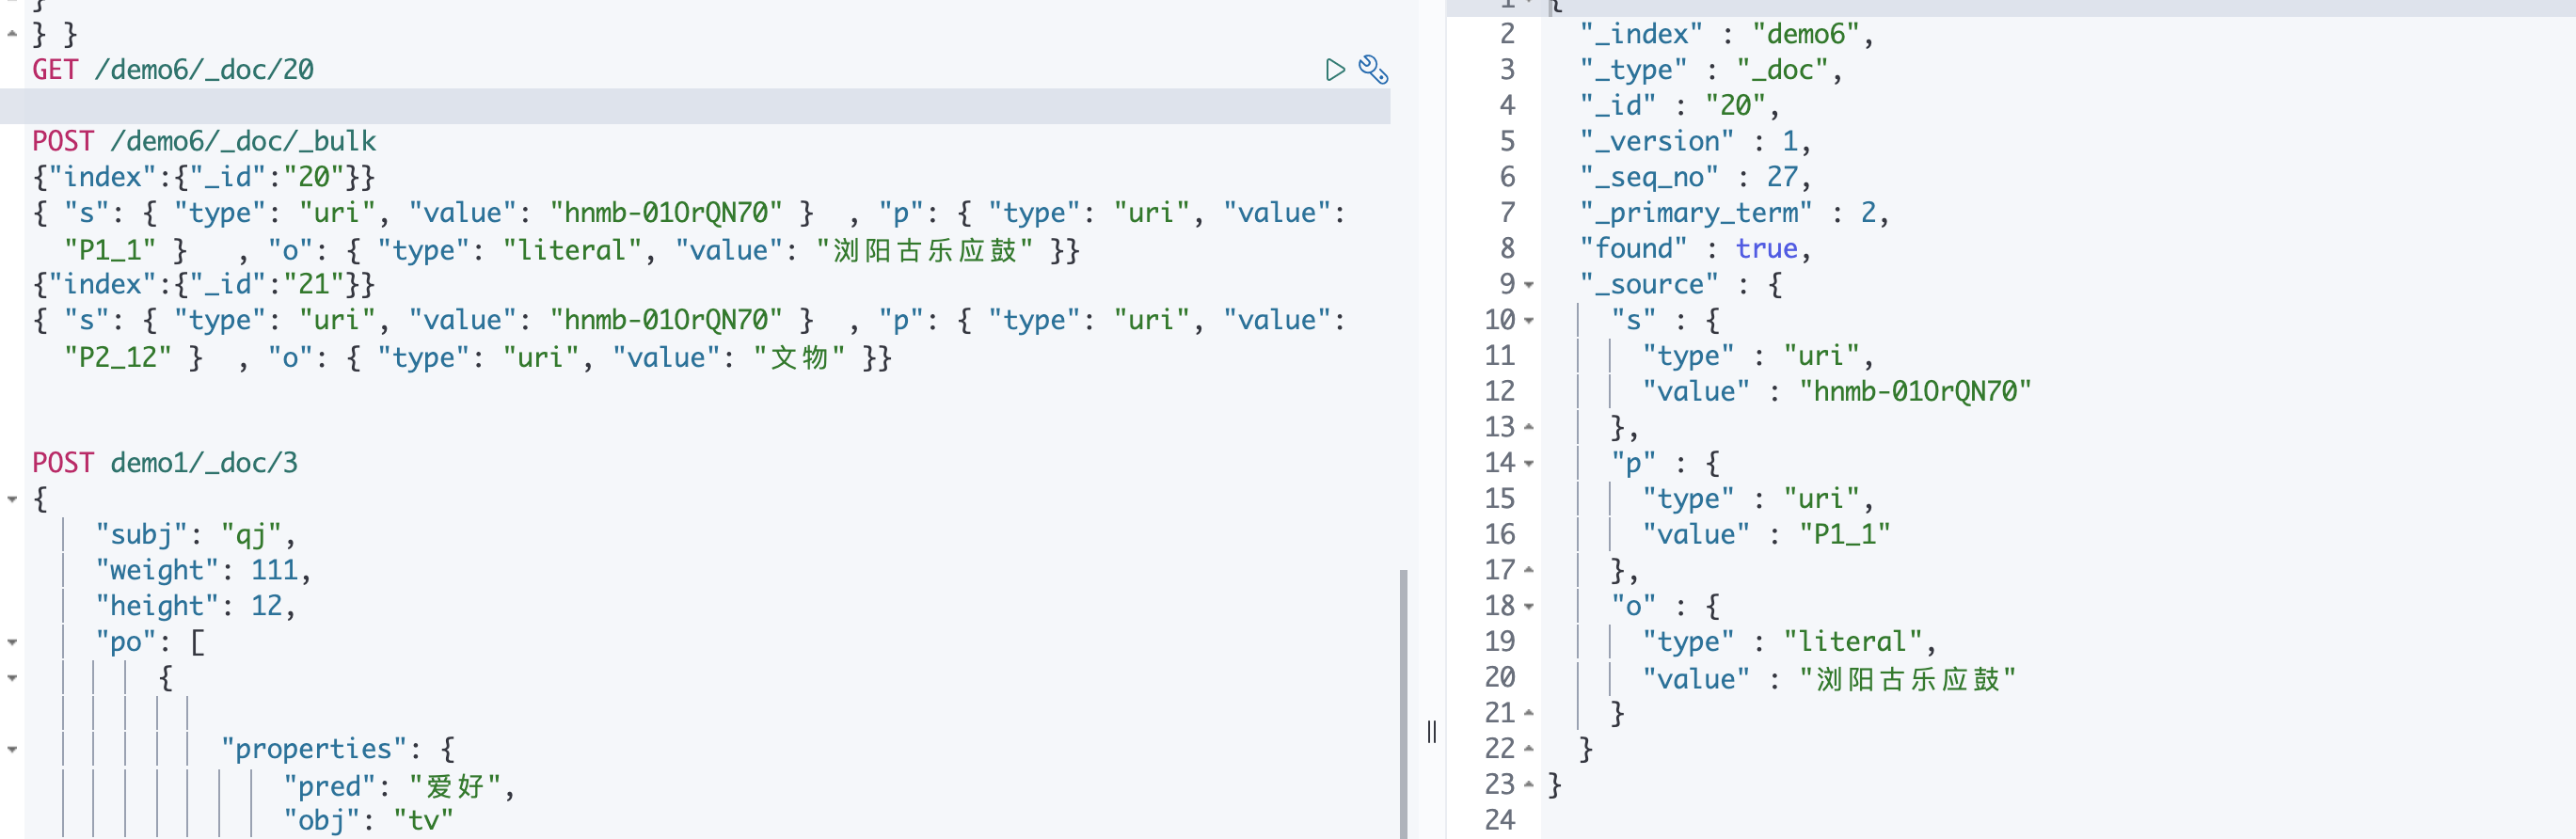 }
} }
GET /demo6/_doc/20
POST /demo6/_doc/_bulk
{"index":{"_id":"20"}}
{ "s": { "type": "uri", "value": "hnmb-01OrQN70" }  , "p": { "type": "uri", "value":
"P1_1" }   , "o": { "type": "literal", "value": "浏阳古乐应鼓" }}
{"index":{"_id":"21"}}
{ "s": { "type": "uri", "value": "hnmb-01OrQN70" }  , "p": { "type": "uri", "value":
"P2_12" }  , "o": { "type": "uri", "value": "文物" }}
POST demo1/_doc/3
{
"subj": "qj",
"weight": 111,
"height": 12,
"po": [
{
"properties": {
"pred": "爱好",
"obj": "tv"
1 {
2 "_index" : "demo6",
3 "_type" : "_doc",
4 "_id" : "20",
5 "_version" : 1,
6 "_seq_no" : 27,
7 "_primary_term" : 2,
8 "found" : true,
9 "_source" : {
10 "s" : {
11 "type" : "uri",
12 "value" : "hnmb-01OrQN70"
13 },
14 "p" : {
15 "type" : "uri",
16 "value" : "P1_1"
17 },
18 "o" : {
19 "type" : "literal",
20 "value" : "浏阳古乐应鼓"
21 }
22 }
23 }
24